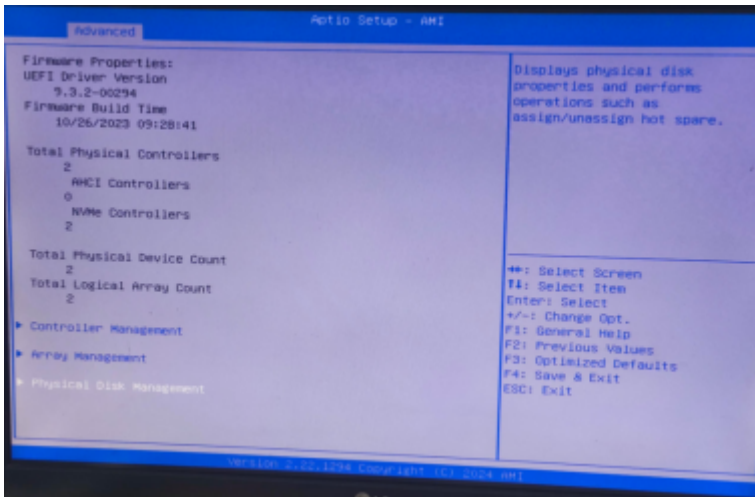 Aptio Setup - AMI
Advanced
Firmware Properties:
UEFI Driver Version
9.3.2-00294
Firmware Build Time
10/26/2023 09:28:41
Total Physical Controllers
2
AHCI Controllers
0
NVMe Controllers
2
Total Physical Device Count
2
Total Logical Array Count
2
Controller Management
Array Management
Physical Disk Management
Displays physical disk
properties and performs
operations such as
assign/unassign hot spare.
→←: Select Screen
↑↓: Select Item
Enter: Select
+/-: Change Opt.
F1: General Help
F2: Previous Values
F3: Optimized Defaults
F4: Save & Exit
ESC: Exit
Version 2.22.1294 Copyright (C) 2024 AMI